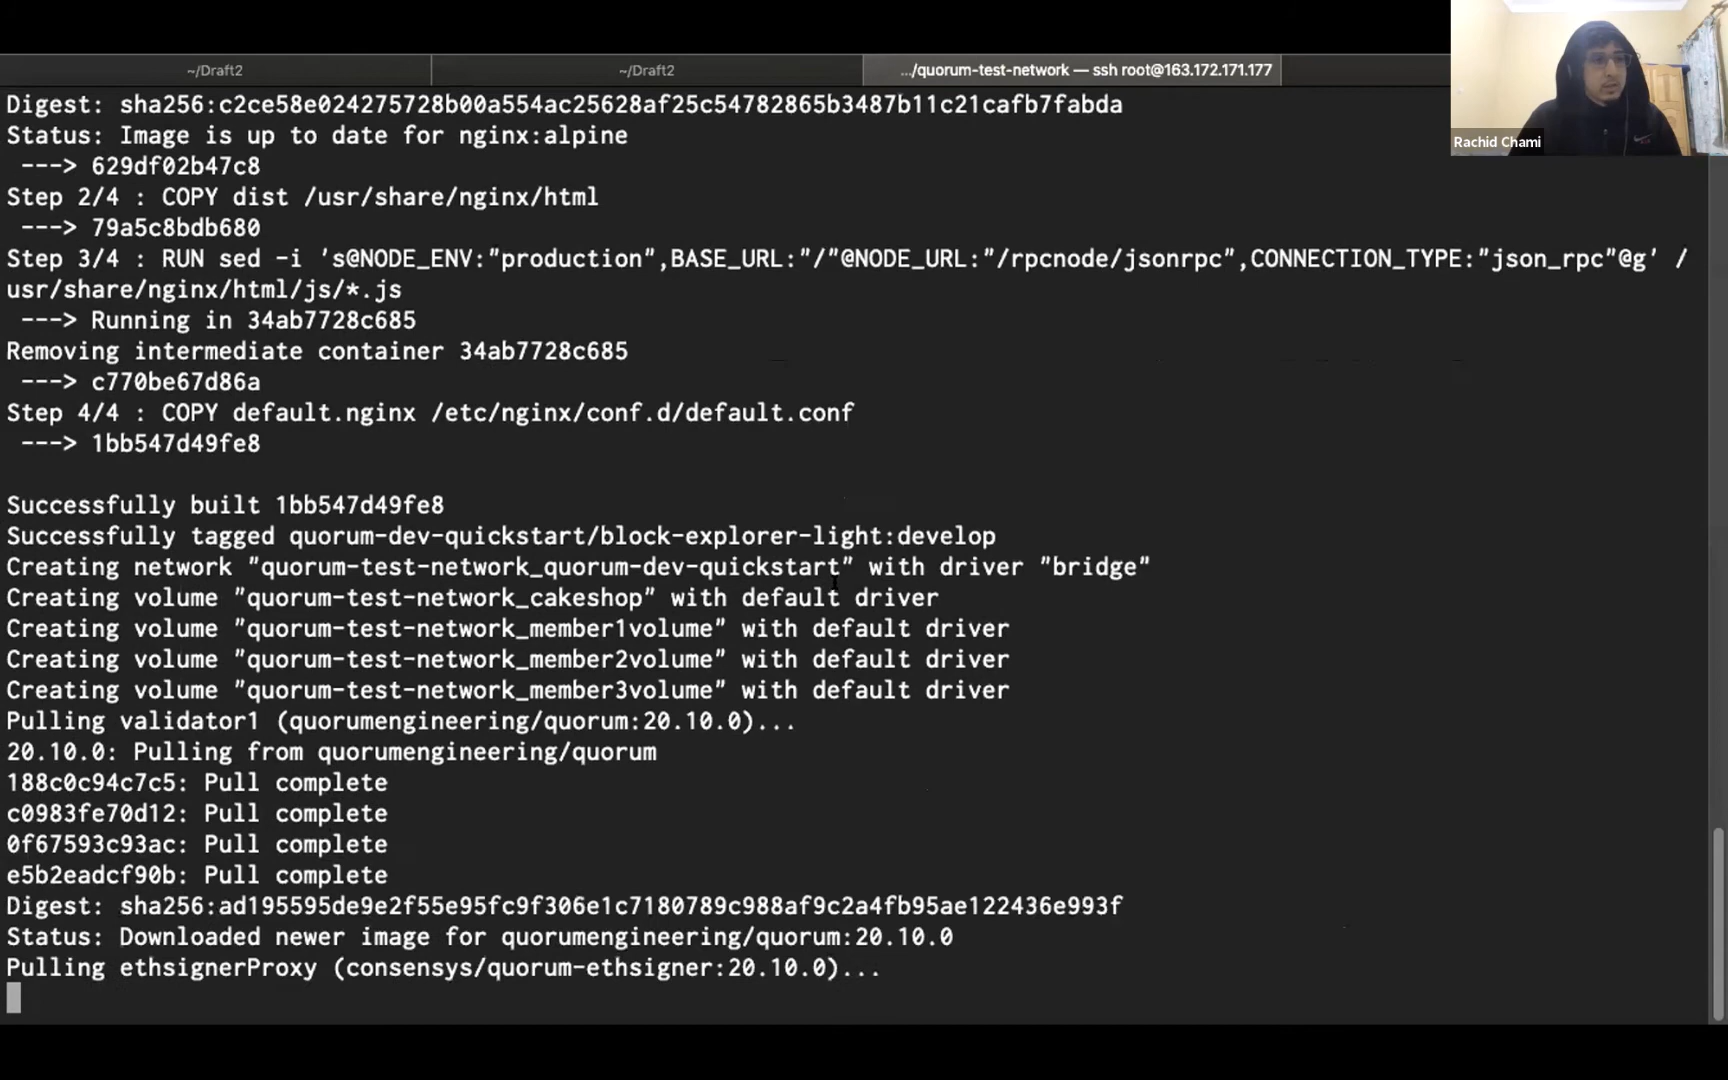 ~/Draft2
~/Draft2
.../quorum-test-network — ssh root@163.172.171.177
Rachid Chami
Digest: sha256:c2ce58e024275728b00a554ac25628af25c54782865b3487b11c21cafb7fabda
Status: Image is up to date for nginx:alpine
---> 629df02b47c8
Step 2/4 : COPY dist /usr/share/nginx/html
---> 79a5c8bdb680
Step 3/4 : RUN sed -i 's@NODE_ENV:"production",BASE_URL:"/"@NODE_URL:"/rpcnode/jsonrpc",CONNECTION_TYPE:"json_rpc"@g' /
usr/share/nginx/html/js/*.js
---> Running in 34ab7728c685
Removing intermediate container 34ab7728c685
---> c770be67d86a
Step 4/4 : COPY default.nginx /etc/nginx/conf.d/default.conf
---> 1bb547d49fe8
Successfully built 1bb547d49fe8
Successfully tagged quorum-dev-quickstart/block-explorer-light:develop
Creating network "quorum-test-network_quorum-dev-quickstart" with driver "bridge"
Creating volume "quorum-test-network_cakeshop" with default driver
Creating volume "quorum-test-network_member1volume" with default driver
Creating volume "quorum-test-network_member2volume" with default driver
Creating volume "quorum-test-network_member3volume" with default driver
Pulling validator1 (quorumengineering/quorum:20.10.0)...
20.10.0: Pulling from quorumengineering/quorum
188c0c94c7c5: Pull complete
c0983fe70d12: Pull complete
0f67593c93ac: Pull complete
e5b2eadcf90b: Pull complete
Digest: sha256:ad195595de9e2f55e95fc9f306e1c7180789c988af9c2a4fb95ae122436e993f
Status: Downloaded newer image for quorumengineering/quorum:20.10.0
Pulling ethsignerProxy (consensys/quorum-ethsigner:20.10.0)...